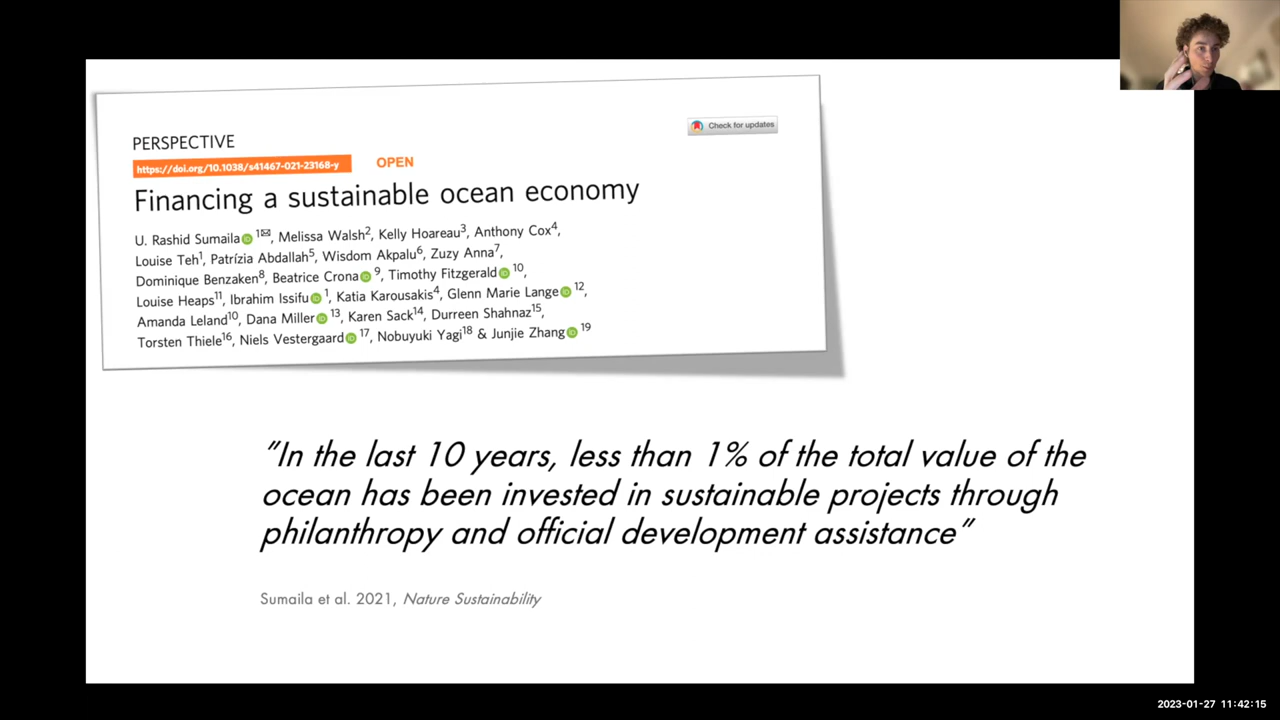 PERSPECTIVE
Check for updates
https://doi.org/10.1038/s41467-021-23168-y OPEN
Financing a sustainable ocean economy
U. Rashid Sumaila 1✉, Melissa Walsh2, Kelly Hoareau3, Anthony Cox4,
Louise Teh1, Patrízia Abdallah5, Wisdom Akpalu6, Zuzy Anna7,
Dominique Benzaken8, Beatrice Crona 9, Timothy Fitzgerald 10,
Louise Heaps11, Ibrahim Issifu 1, Katia Karousakis4, Glenn Marie Lange 12,
Amanda Leland10, Dana Miller 13, Karen Sack14, Durreen Shahnaz15,
Torsten Thiele16, Niels Vestergaard 17, Nobuyuki Yagi18 & Junjie Zhang 19
"In the last 10 years, less than 1% of the total value of the
ocean has been invested in sustainable projects through
philanthropy and official development assistance"
Sumaila et al. 2021, Nature Sustainability
2023-01-27 11:42:15